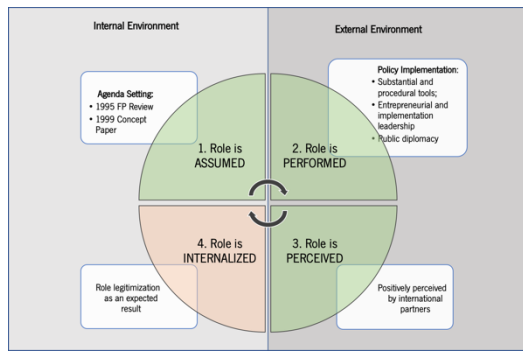 Internal Environment
External Environment
Agenda Setting:
• 1995 FP Review
• 1999 Concept
Paper
Policy Implementation:
• Substantial and
procedural tools;
• Entrepreneurial and
implementation
leadership
• Public diplomacy
1. Role is
ASSUMED
2. Role is
PERFORMED
4. Role is
INTERNALIZED
3. Role is
PERCEIVED
Role legitimization
as an expected
result
Positively perceived
by international
partners